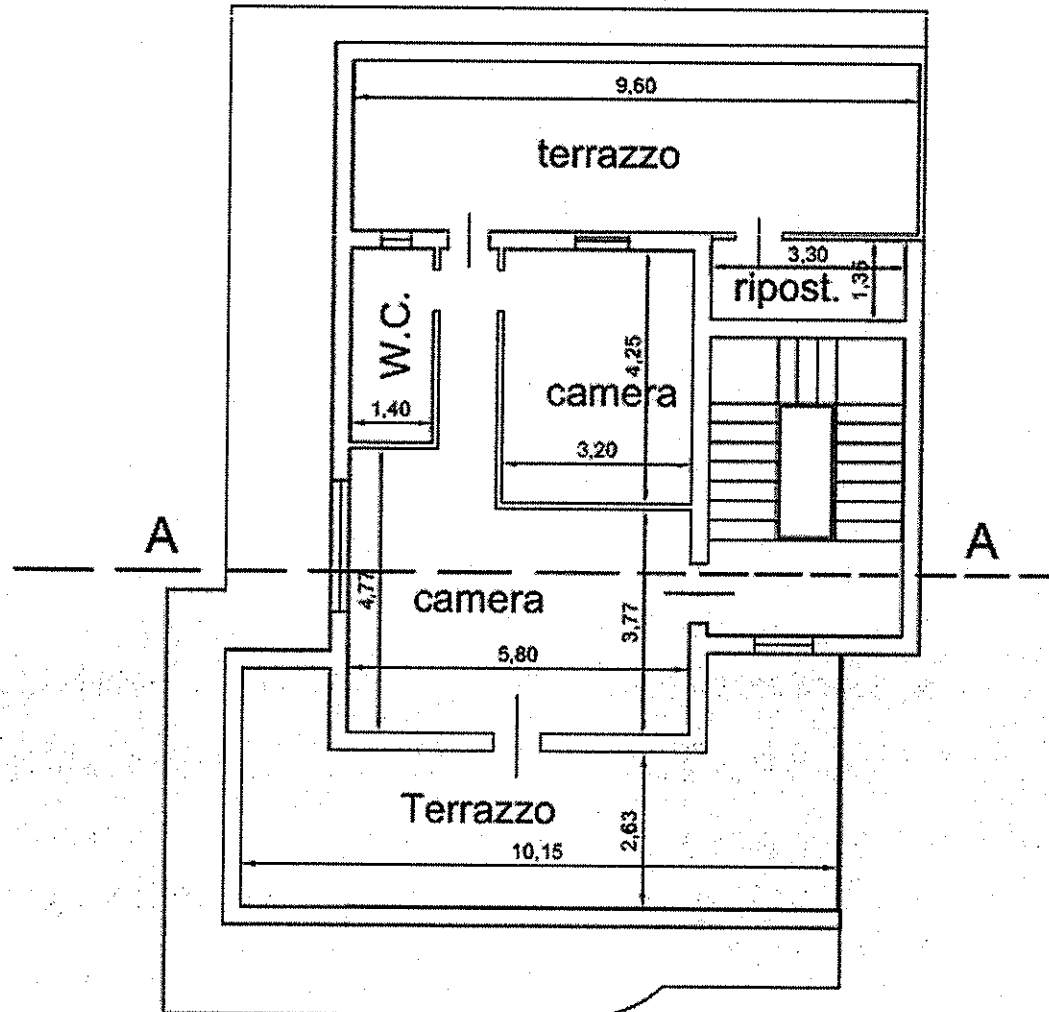 9,60
terrazzo
3,30
1,35
ripost.
W.C.
4,25
camera
1,40
3,20
A
A
4,77
camera
3,77
5,80
Terrazzo
2,63
10,15